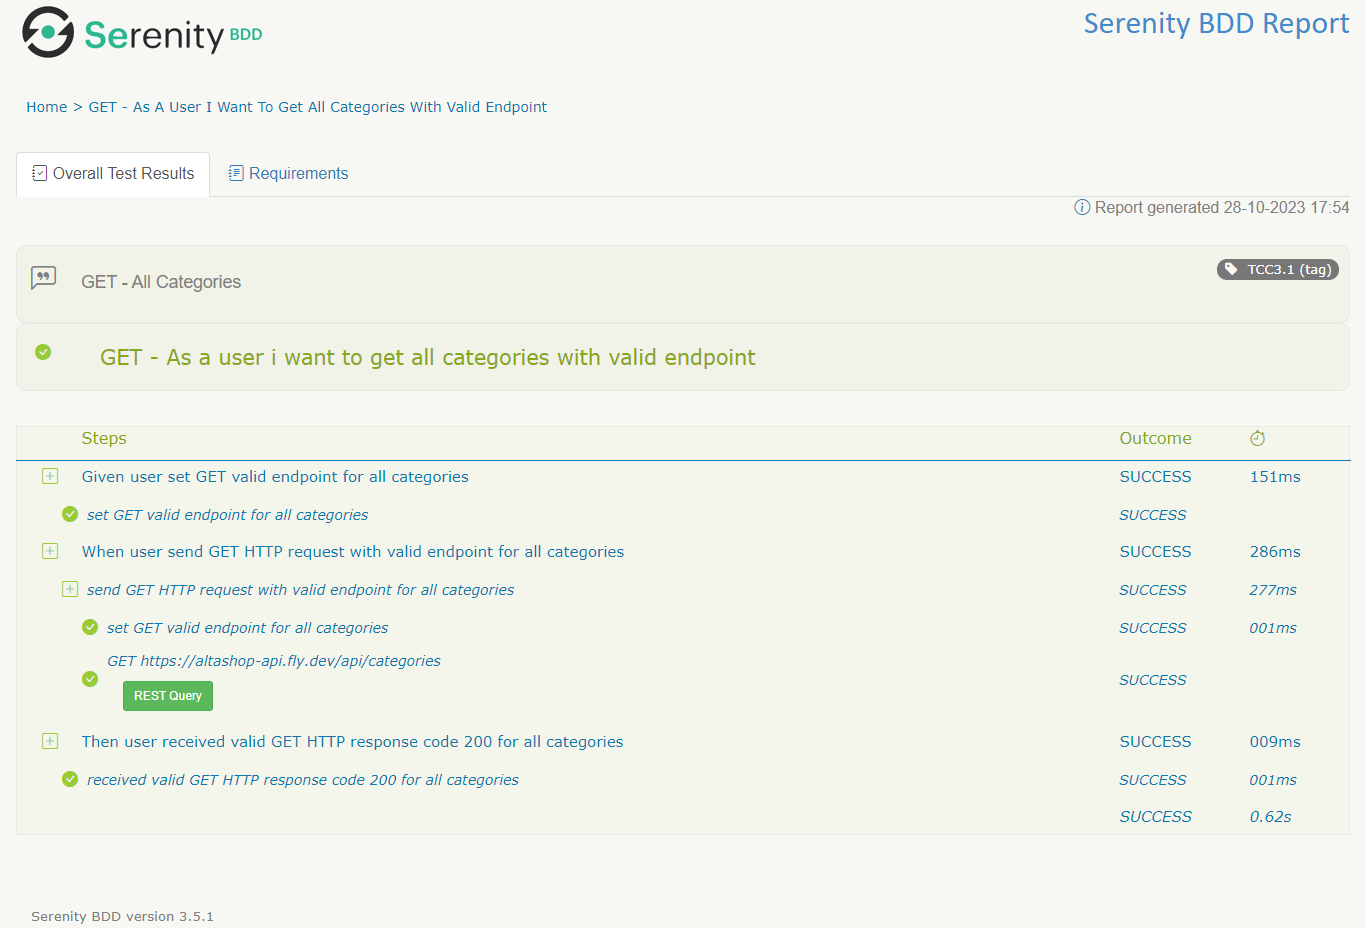 Serenity BDD
Serenity BDD Report
Home > GET - As A User I Want To Get All Categories With Valid Endpoint
Overall Test Results
Requirements
Report generated 28-10-2023 17:54
GET - All Categories
TCC3.1 (tag)
GET - As a user i want to get all categories with valid endpoint
Steps Outcome
Given user set GET valid endpoint for all categories SUCCESS 151ms
set GET valid endpoint for all categories SUCCESS
When user send GET HTTP request with valid endpoint for all categories SUCCESS 286ms
send GET HTTP request with valid endpoint for all categories SUCCESS 277ms
set GET valid endpoint for all categories SUCCESS 001ms
GET https://altashop-api.fly.dev/api/categories
SUCCESS
REST Query
Then user received valid GET HTTP response code 200 for all categories SUCCESS 009ms
received valid GET HTTP response code 200 for all categories SUCCESS 001ms
SUCCESS 0.62s
Serenity BDD version 3.5.1